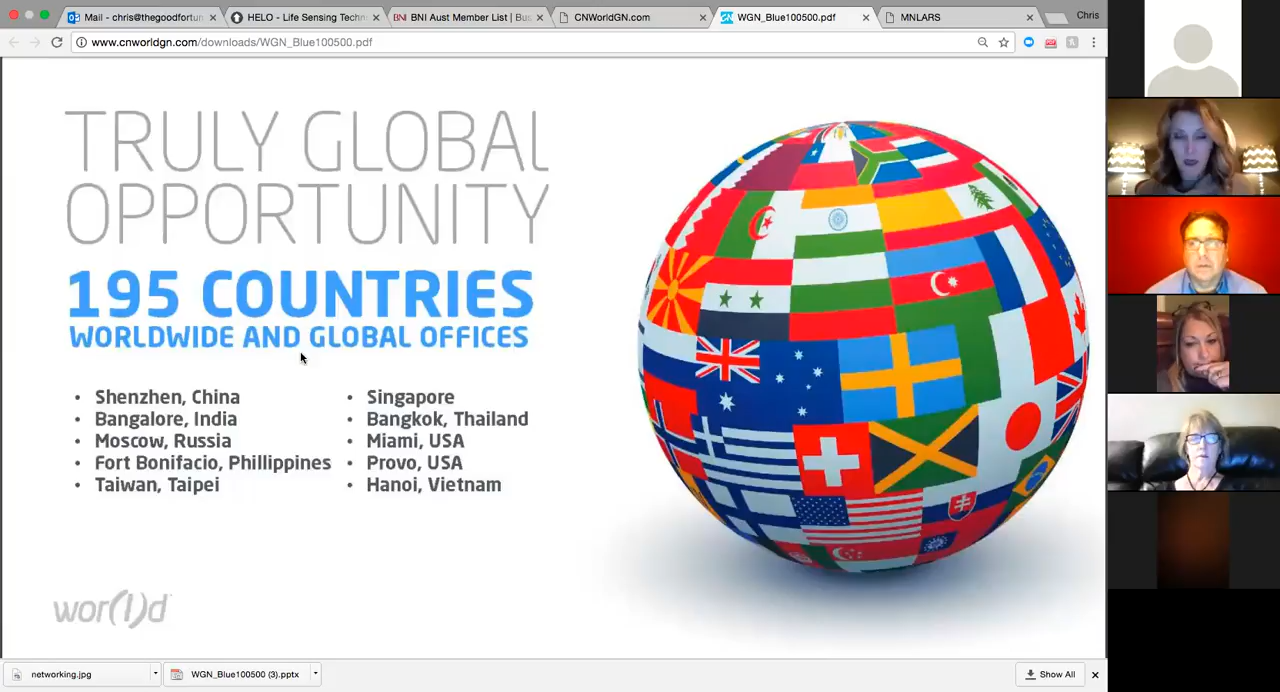 Mail - chris@thegoodfortun
HELO - Life Sensing Techn
BNI Aust Member List | Bus
CNWorldGN.com
WGN_Blue100500.pdf
MNLARS
Chris
www.cnworldgn.com/downloads/WGN_Blue100500.pdf
TRULY GLOBAL
OPPORTUNITY
195 COUNTRIES
WORLDWIDE AND GLOBAL OFFICES
• Shenzhen, China
• Bangalore, India
• Moscow, Russia
• Fort Bonifacio, Phillippines
• Taiwan, Taipei
• Singapore
• Bangkok, Thailand
• Miami, USA
• Provo, USA
• Hanoi, Vietnam
wor(l)d
networking.jpg
WGN_Blue100500 (3).pptx
Show All